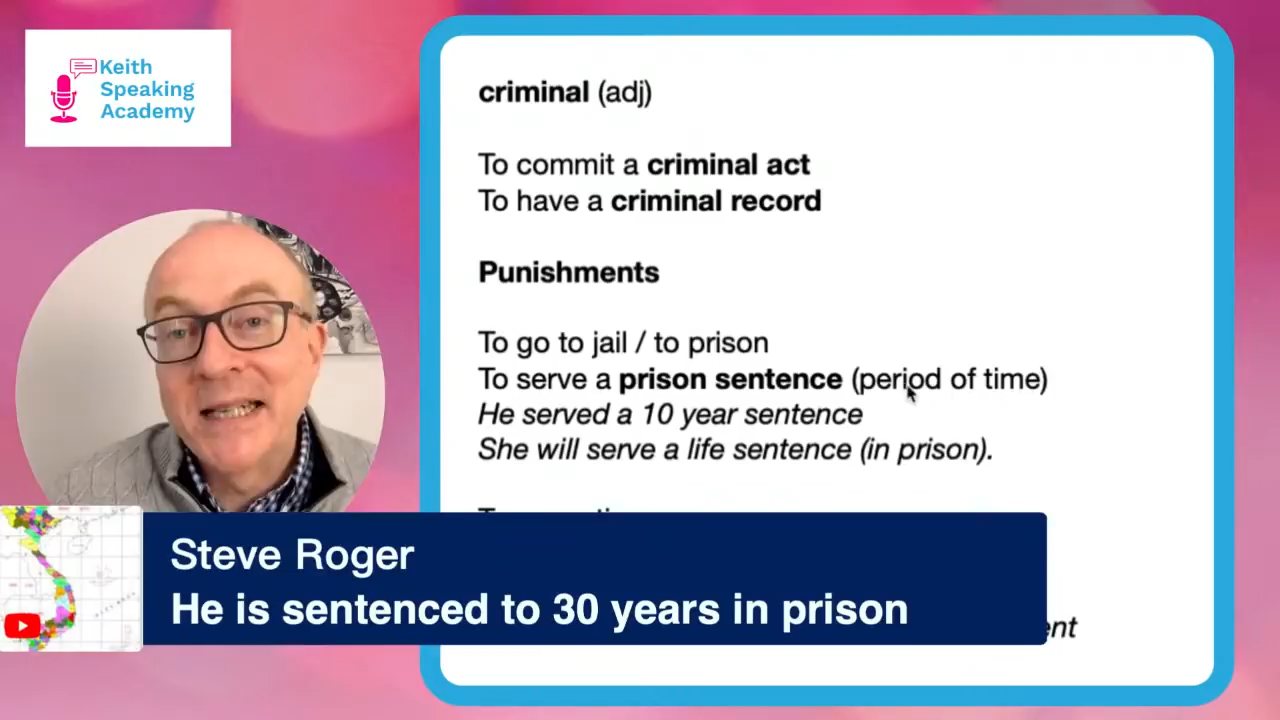 Keith
Speaking
Academy
criminal (adj)
To commit a criminal act
To have a criminal record
Punishments
To go to jail / to prison
To serve a prison sentence (period of time)
He served a 10 year sentence
She will serve a life sentence (in prison).
Steve Roger
He is sentenced to 30 years in prison